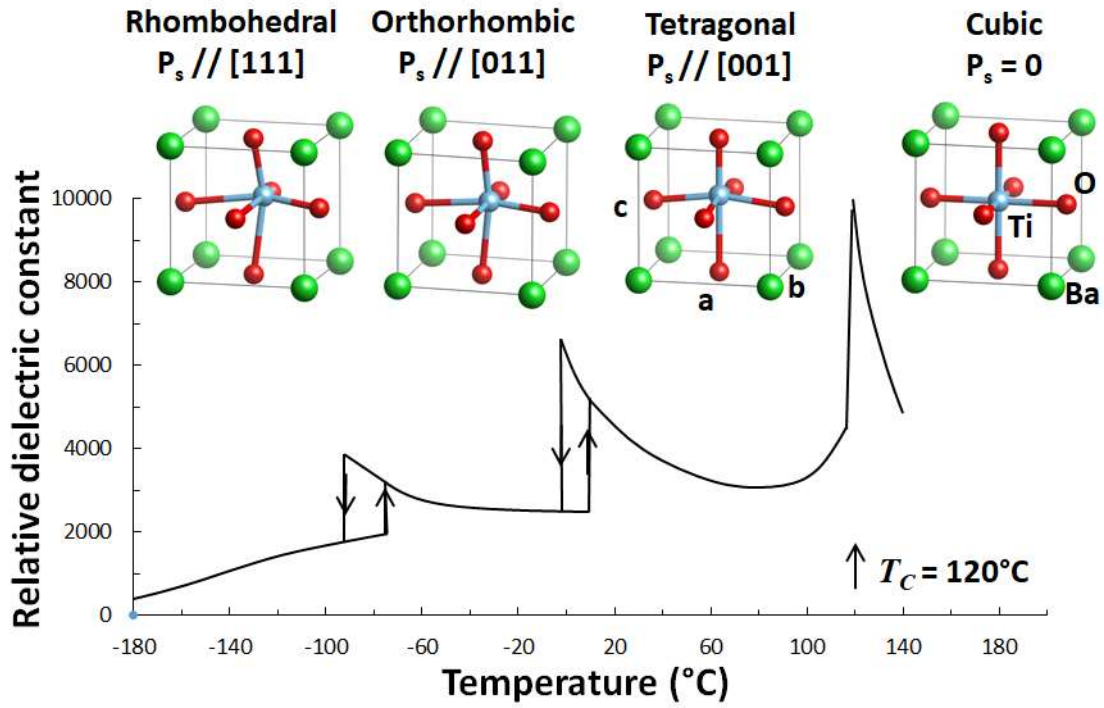 Rhombohedral
Pₛ // [111]
Orthorhombic
Pₛ // [011]
Tetragonal
Pₛ // [001]
Cubic
Pₛ = 0
c
a
b
O
Ti
Ba
Relative dielectric constant
10000
8000
6000
4000
2000
0
T_C = 120°C
-180
-140
-100
-60
-20
20
60
100
140
180
Temperature (°C)